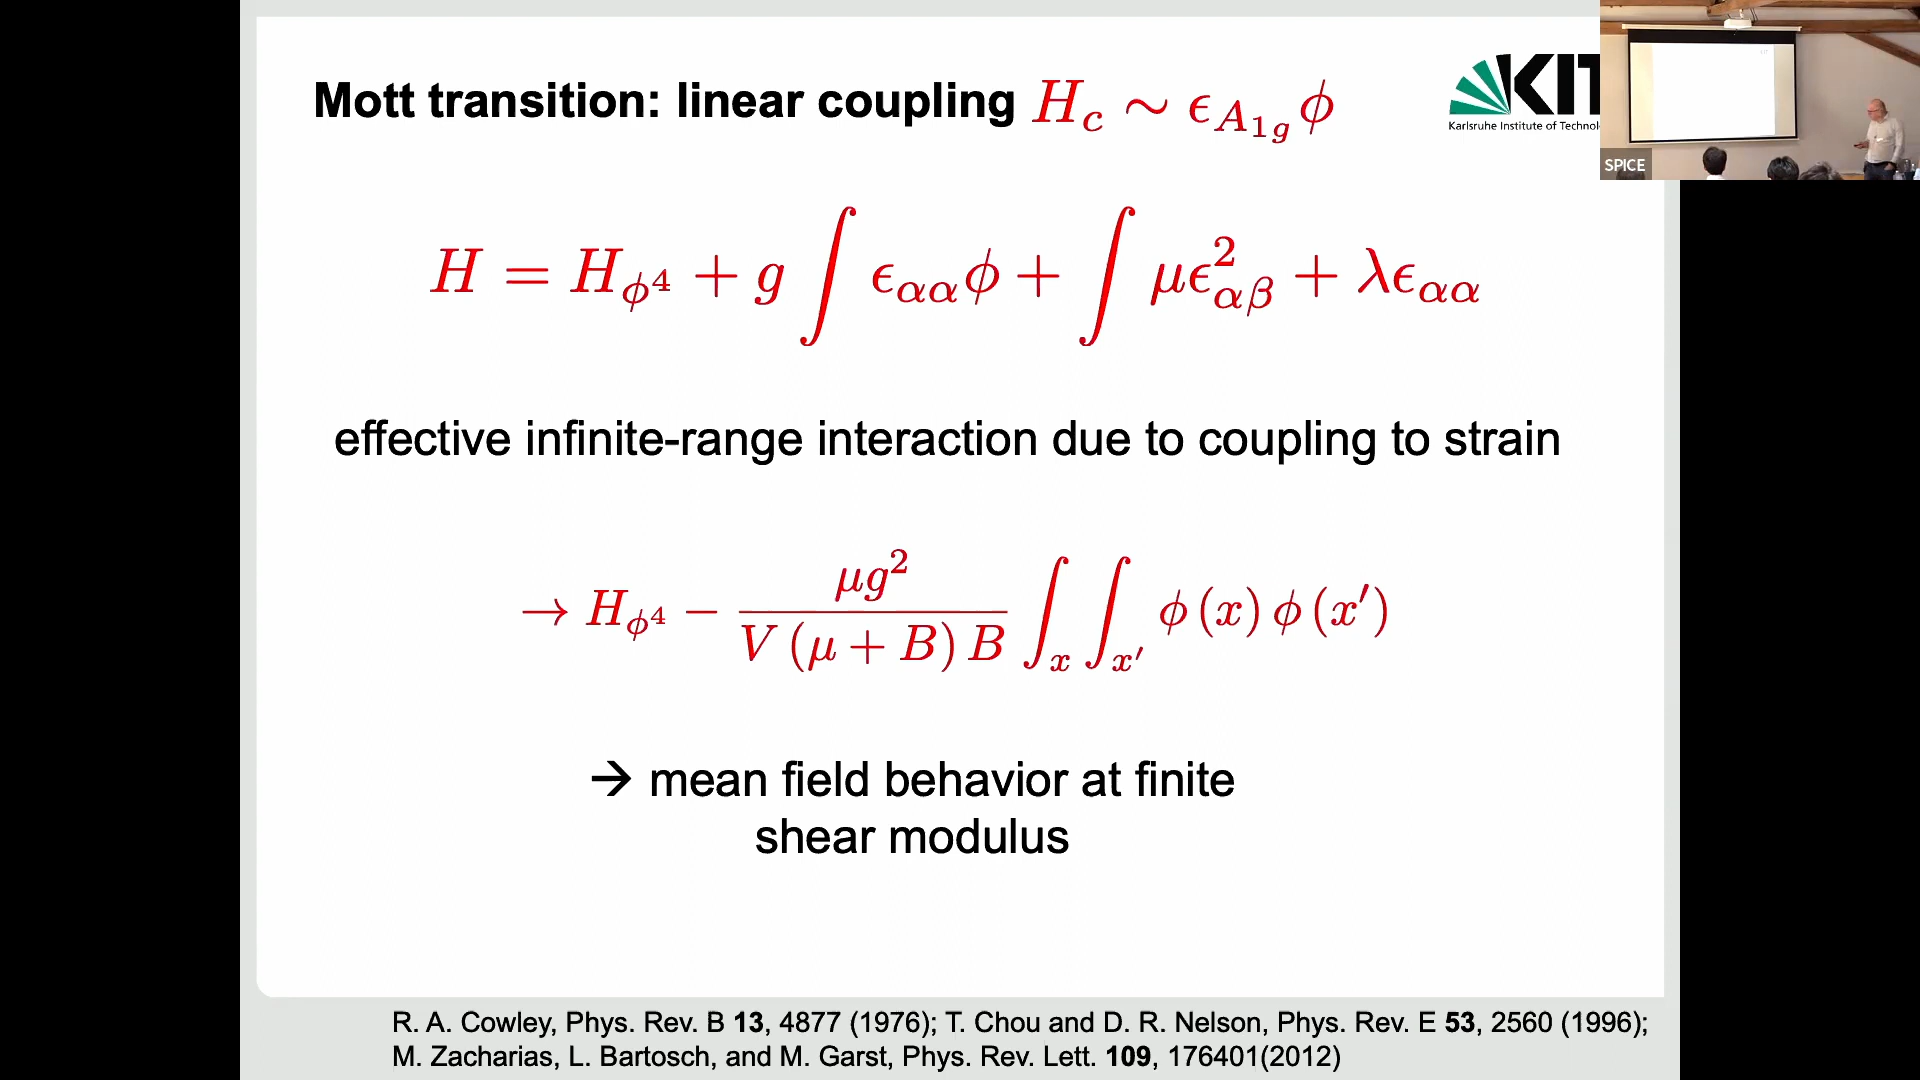 Mott transition: linear coupling $H_c \sim \epsilon_{A_{1g}} \phi$
KIT
Karlsruhe Institute of Technol
SPICE
$H = H_{\phi^4} + g \int \epsilon_{\alpha\alpha} \phi + \int \mu \epsilon_{\alpha\beta}^2 + \lambda \epsilon_{\alpha\alpha}$
effective infinite-range interaction due to coupling to strain
$\rightarrow H_{\phi^4} - \frac{\mu g^2}{V (\mu + B) B} \int_x \int_{x'} \phi(x) \phi(x')$
→ mean field behavior at finite
shear modulus
R. A. Cowley, Phys. Rev. B 13, 4877 (1976); T. Chou and D. R. Nelson, Phys. Rev. E 53, 2560 (1996);
M. Zacharias, L. Bartosch, and M. Garst, Phys. Rev. Lett. 109, 176401(2012)